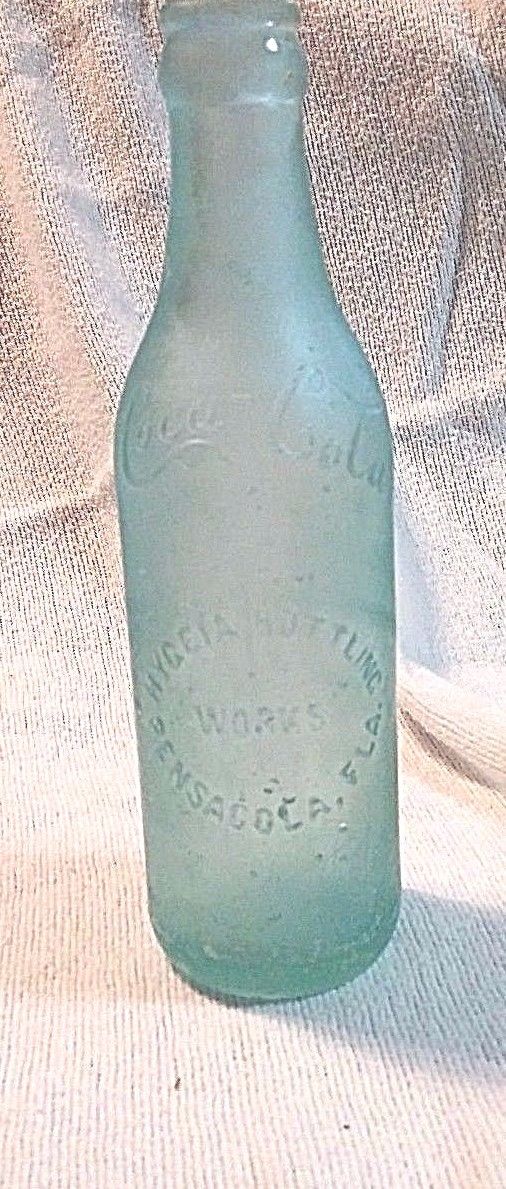 Coca-Cola
HYGEIA BOTTLING
WORKS
PENSACOLA, FLA.